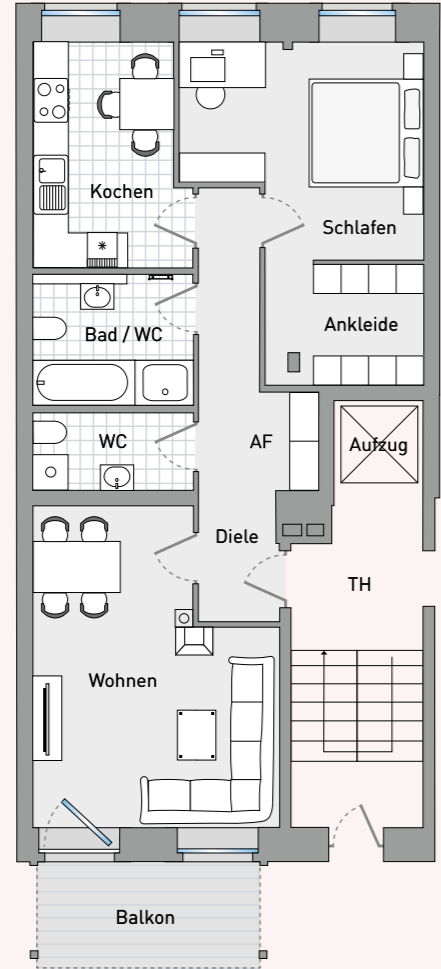 Kochen
Schlafen
Ankleide
Bad / WC
WC
AF
Aufzug
Diele
TH
Wohnen
Balkon